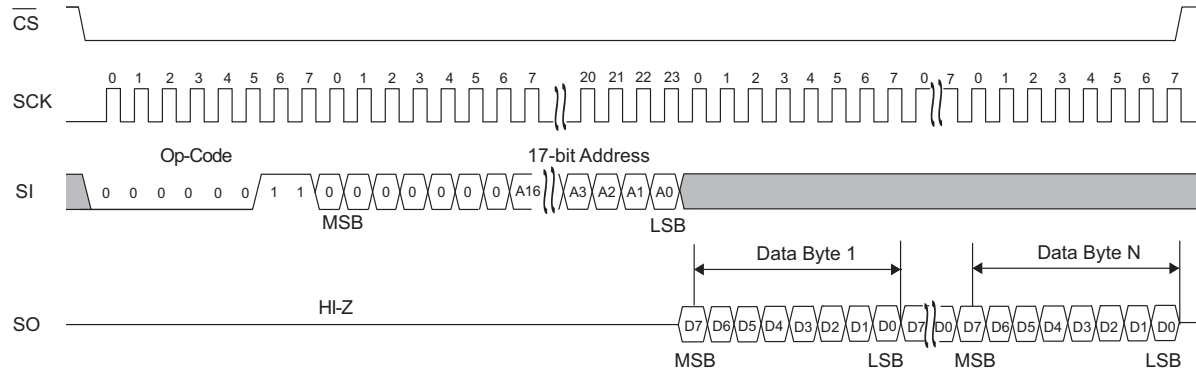 CS
0 1 2 3 4 5 6 7 0 1 2 3 4 5 6 7 20 21 22 23 0 1 2 3 4 5 6 7 0 7 0 1 2 3 4 5 6 7
SCK
Op-Code 17-bit Address
SI 0 0 0 0 0 0 1 1 0 0 0 0 0 0 0 A16 A3 A2 A1 A0
MSB LSB
Data Byte 1 Data Byte N
HI-Z
SO D7 D6 D5 D4 D3 D2 D1 D0 D7 D0 D7 D6 D5 D4 D3 D2 D1 D0
MSB LSB MSB LSB